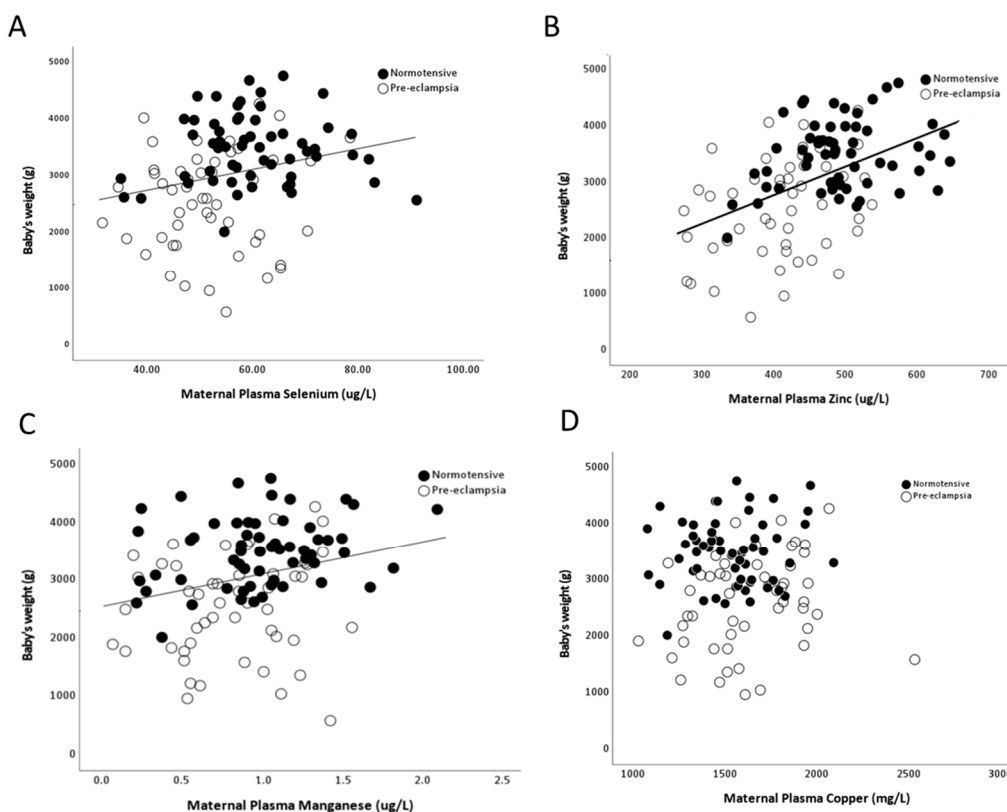 A
5000
4000
3000
2000
1000
0
Baby's weight (g)
Normotensive
Pre-eclampsia
40.00 60.00 80.00 100.00
Maternal Plasma Selenium (ug/L)
B
5000
4000
3000
2000
1000
0
Baby's weight (g)
Normotensive
Pre-eclampsia
200 300 400 500 600 700
Maternal Plasma Zinc (ug/L)
C
5000
4000
3000
2000
1000
0
Baby's weight (g)
Normotensive
Pre-eclampsia
0.0 0.5 1.0 1.5 2.0 2.5
Maternal Plasma Manganese (ug/L)
D
5000
4000
3000
2000
1000
0
Baby's weight (g)
Normotensive
Pre-eclampsia
1000 1500 2000 2500 3000
Maternal Plasma Copper (mg/L)